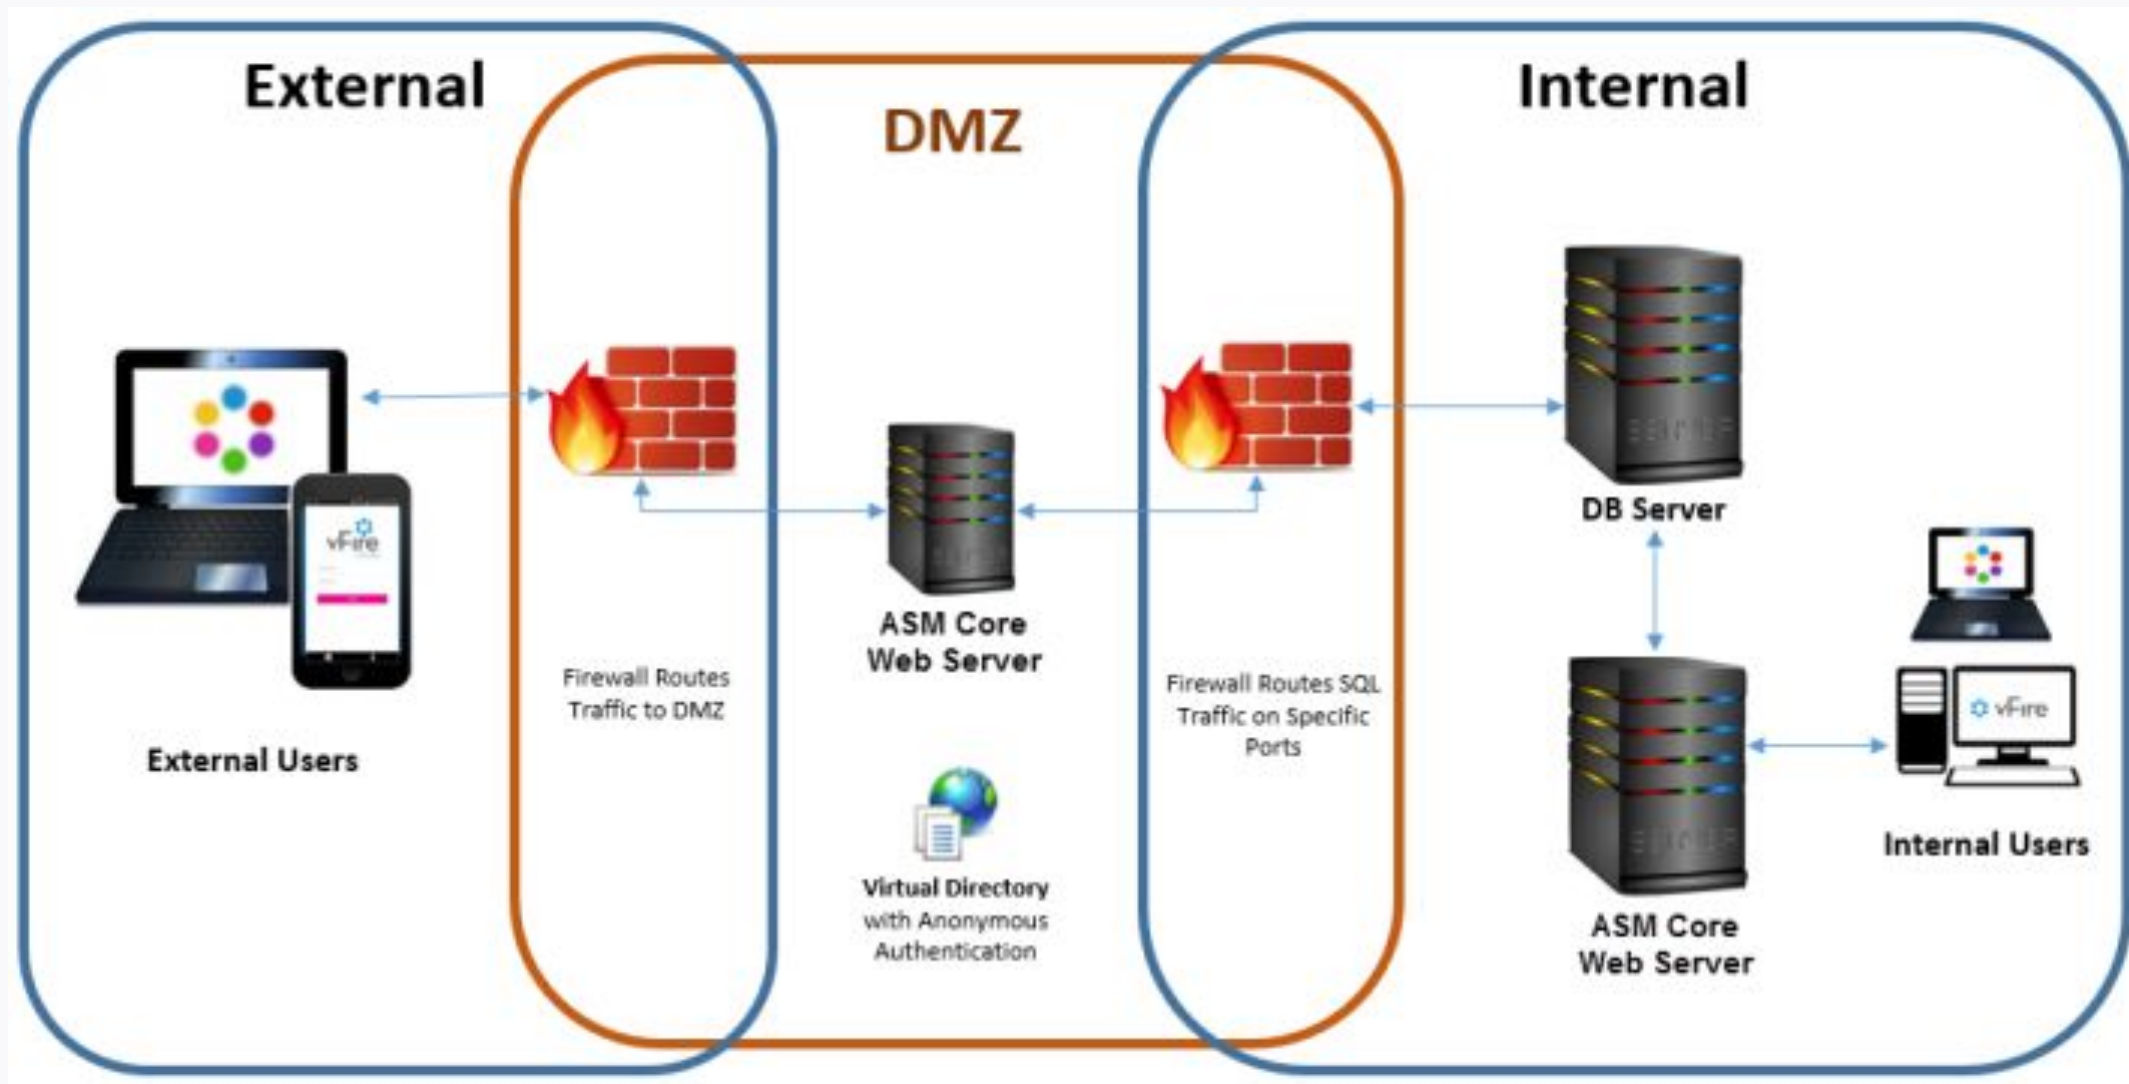 External
DMZ
Internal
vFire
External Users
Firewall Routes
Traffic to DMZ
ASM Core
Web Server
Virtual Directory
with Anonymous
Authentication
Firewall Routes SQL
Traffic on Specific
Ports
DB Server
ASM Core
Web Server
vFire
Internal Users